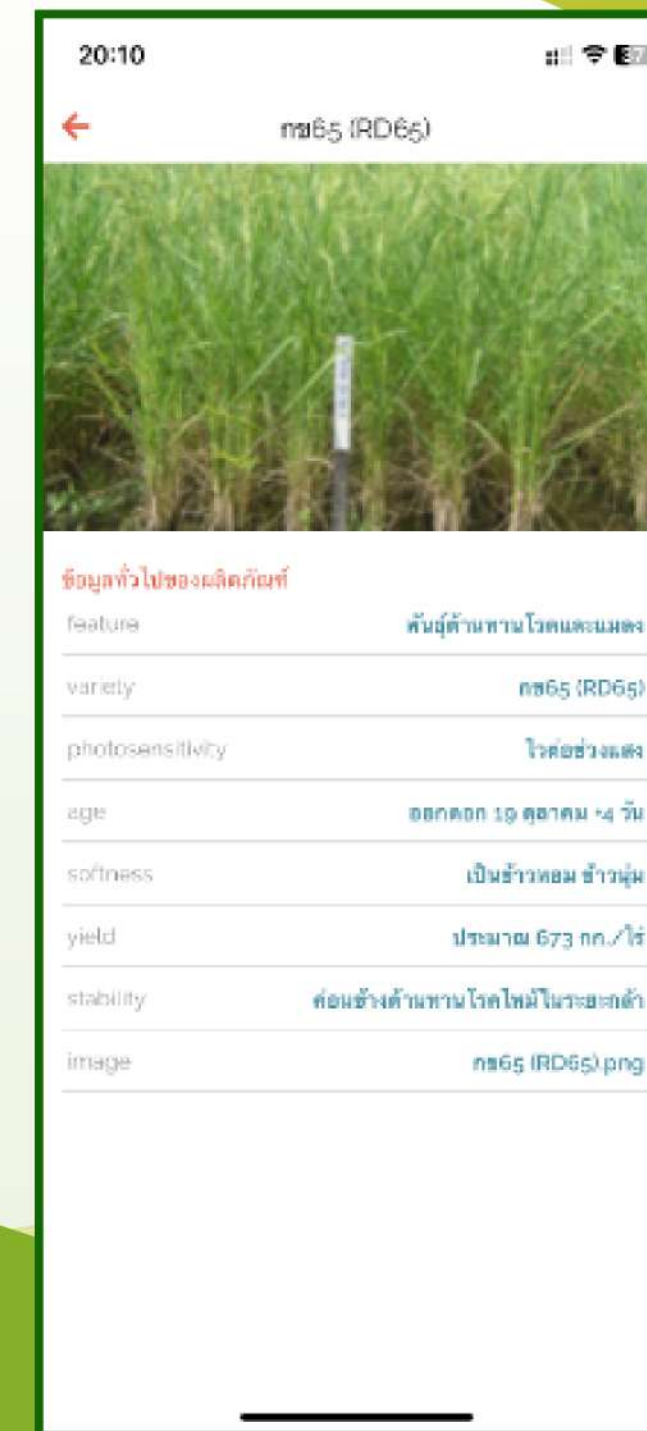 20:10
37
กข65 (RD65)
ข้อมูลทั่วไปของผลิตภัณฑ์
feature พันธุ์ต้านทานโรคและแมลง
variety กข65 (RD65)
photosensitivity ไวต่อช่วงแสง
age ออกดอก 19 ตุลาคม +4 วัน
softness เป็นข้าวหอม ข้าวนุ่ม
yield ประมาณ 673 กก./ไร่
stability ค่อนข้างต้านทานโรคไหม้ในระยะกล้า
image กข65 (RD65).png